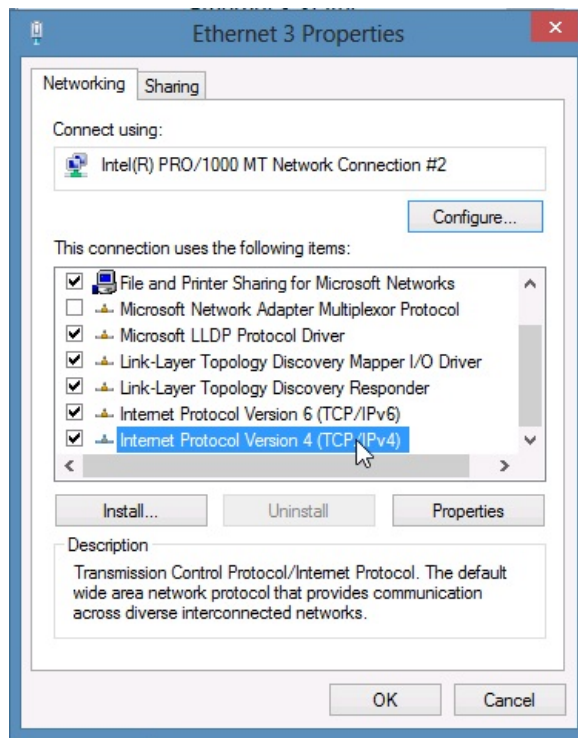 Ethernet 3 Properties
Networking
Sharing
Connect using:
Intel(R) PRO/1000 MT Network Connection #2
Configure...
This connection uses the following items:
File and Printer Sharing for Microsoft Networks
Microsoft Network Adapter Multiplexor Protocol
Microsoft LLDP Protocol Driver
Link-Layer Topology Discovery Mapper I/O Driver
Link-Layer Topology Discovery Responder
Internet Protocol Version 6 (TCP/IPv6)
Internet Protocol Version 4 (TCP/IPv4)
Install...
Uninstall
Properties
Description
Transmission Control Protocol/Internet Protocol. The default
wide area network protocol that provides communication
across diverse interconnected networks.
OK
Cancel